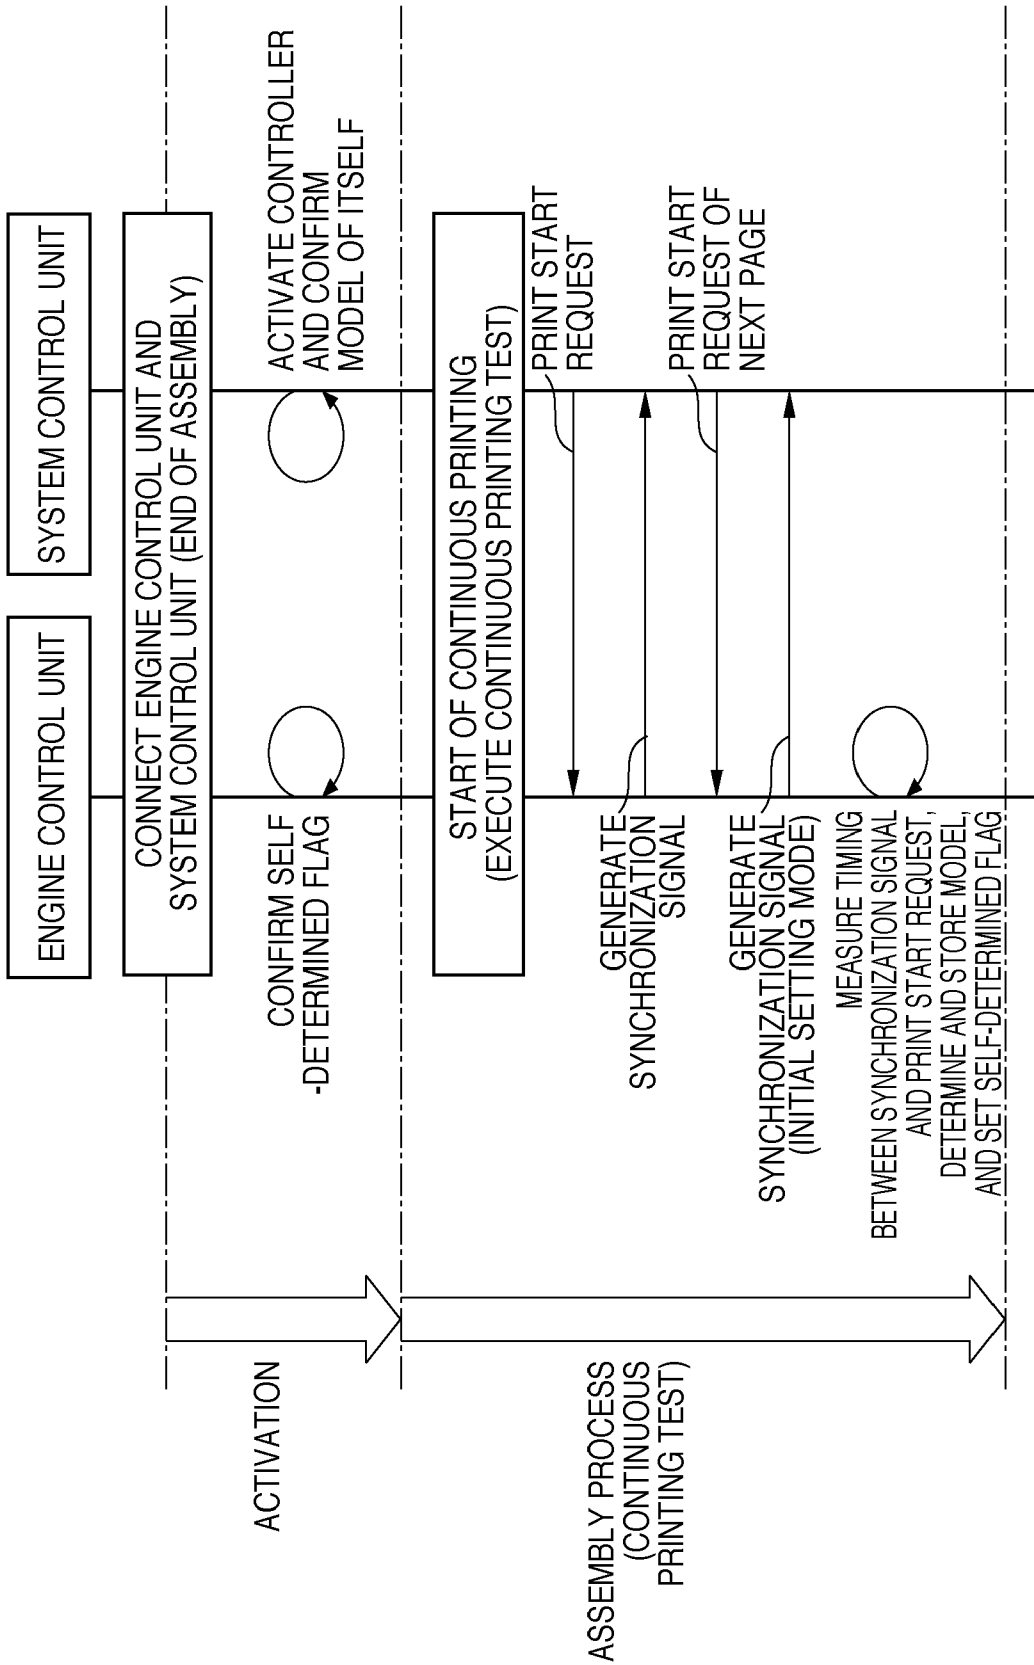 ENGINE CONTROL UNIT
SYSTEM CONTROL UNIT
CONNECT ENGINE CONTROL UNIT AND
SYSTEM CONTROL UNIT (END OF ASSEMBLY)
ACTIVATION
CONFIRM SELF
-DETERMINED FLAG
ACTIVATE CONTROLLER
AND CONFIRM
MODEL OF ITSELF
START OF CONTINUOUS PRINTING
(EXECUTE CONTINUOUS PRINTING TEST)
ASSEMBLY PROCESS
(CONTINUOUS
PRINTING TEST)
PRINT START
REQUEST
GENERATE
SYNCHRONIZATION
SIGNAL
PRINT START
REQUEST OF
NEXT PAGE
GENERATE
SYNCHRONIZATION SIGNAL
(INITIAL SETTING MODE)
MEASURE TIMING
BETWEEN SYNCHRONIZATION SIGNAL
AND PRINT START REQUEST,
DETERMINE AND STORE MODEL,
AND SET SELF-DETERMINED FLAG